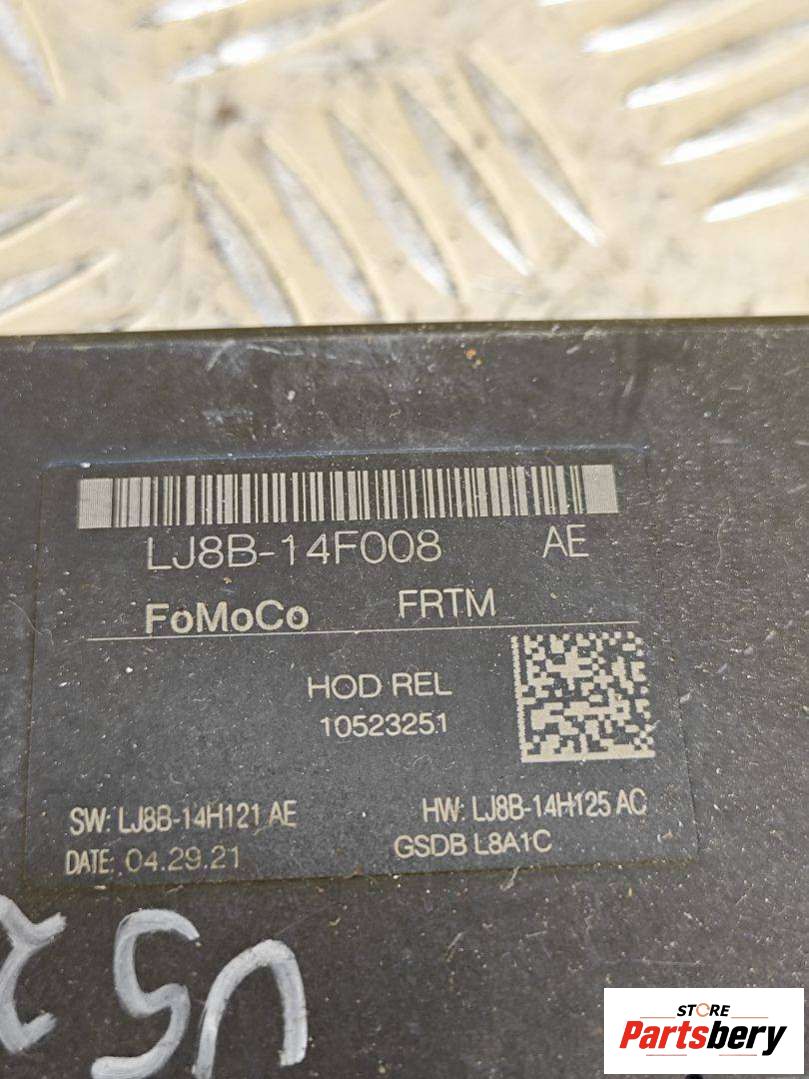 LJ8B-14F008 AE
FoMoCo FRTM
HOD REL
10523251
SW: LJ8B-14H121 AE HW: LJ8B-14H125 AC
DATE: 04.29.21 GSDB L8A1C
STORE
Partsbery